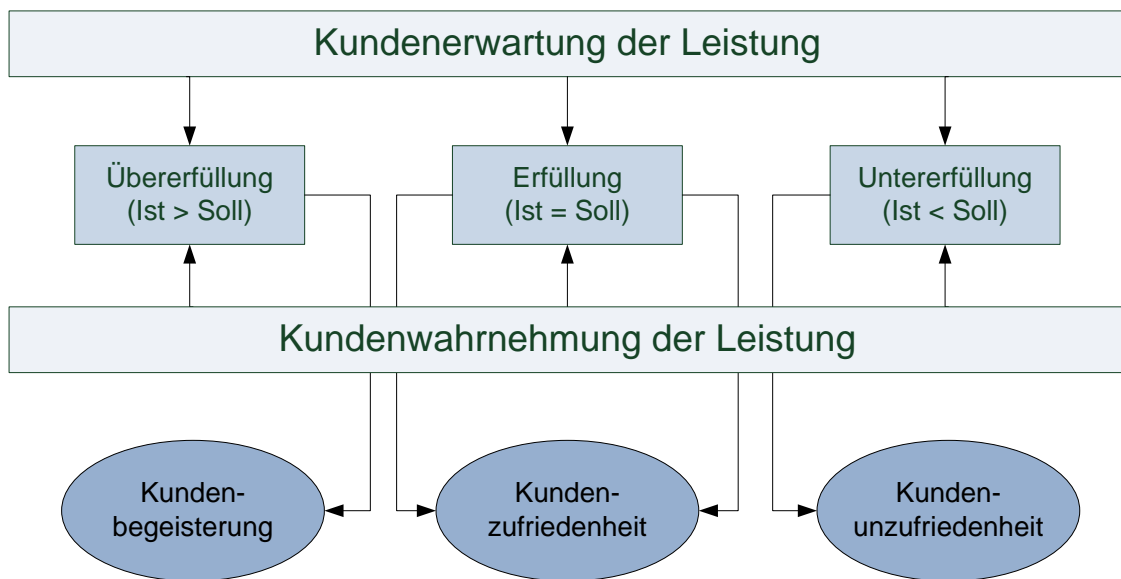 Kundenerwartung der Leistung
Übererfüllung
(Ist > Soll)
Erfüllung
(Ist = Soll)
Untererfüllung
(Ist < Soll)
Kundenwahrnehmung der Leistung
Kunden-
begeisterung
Kunden-
zufriedenheit
Kunden-
unzufriedenheit